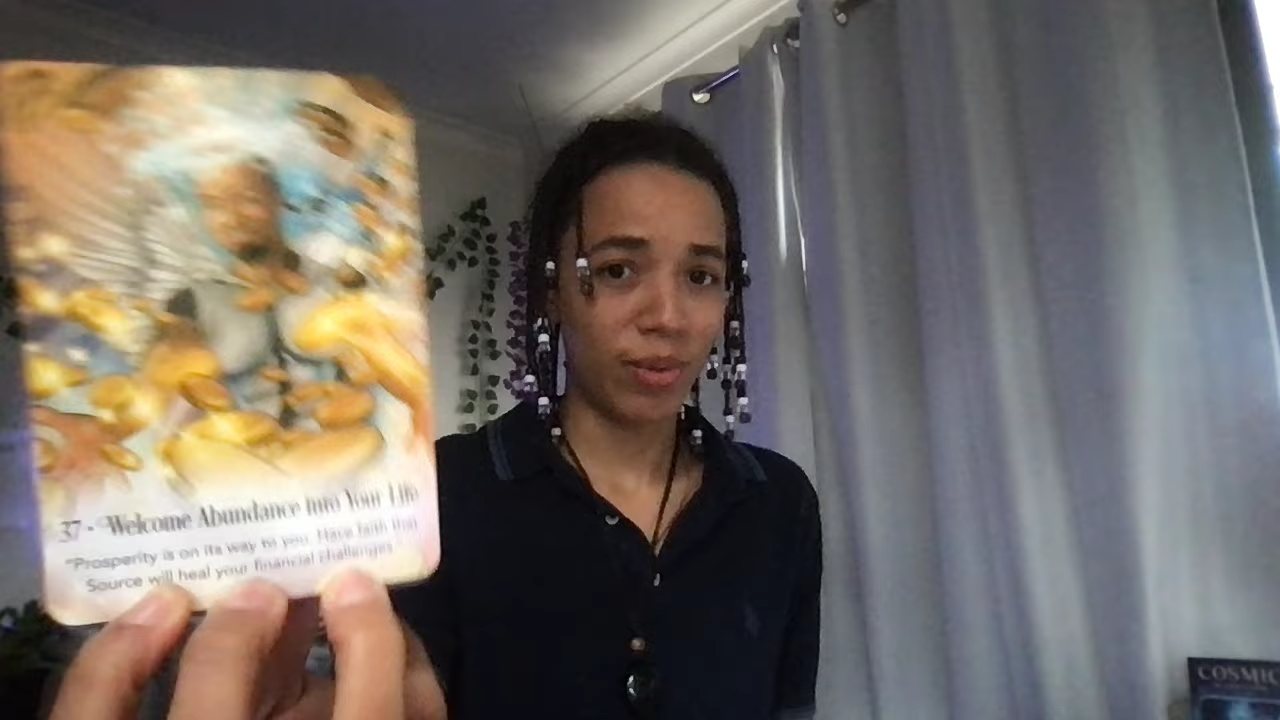 37 - Welcome Abundance into Your Life
"Prosperity is on its way to you. Have faith that
Source will heal your financial challenges"
COSMIC